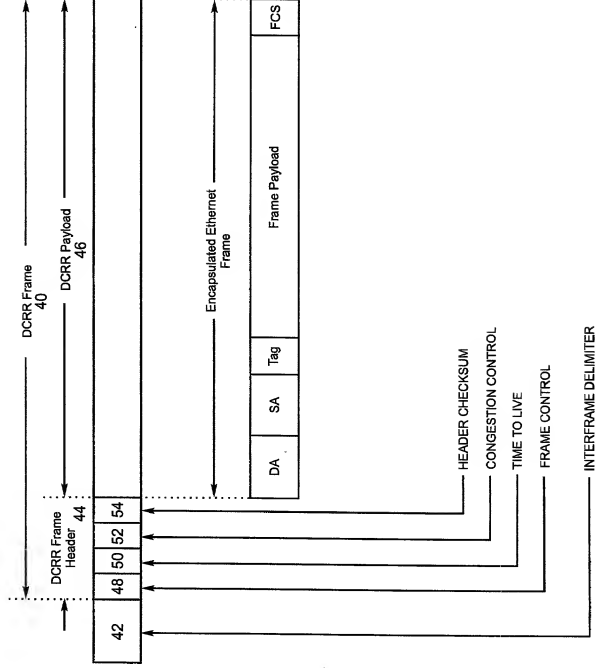 DCRR Frame
40
DCRR Frame
Header
44
DCRR Payload
46
42
48
50
52
54
Encapsulated Ethernet
Frame
DA
SA
Tag
Frame Payload
FCS
HEADER CHECKSUM
CONGESTION CONTROL
TIME TO LIVE
FRAME CONTROL
INTERFRAME DELIMITER